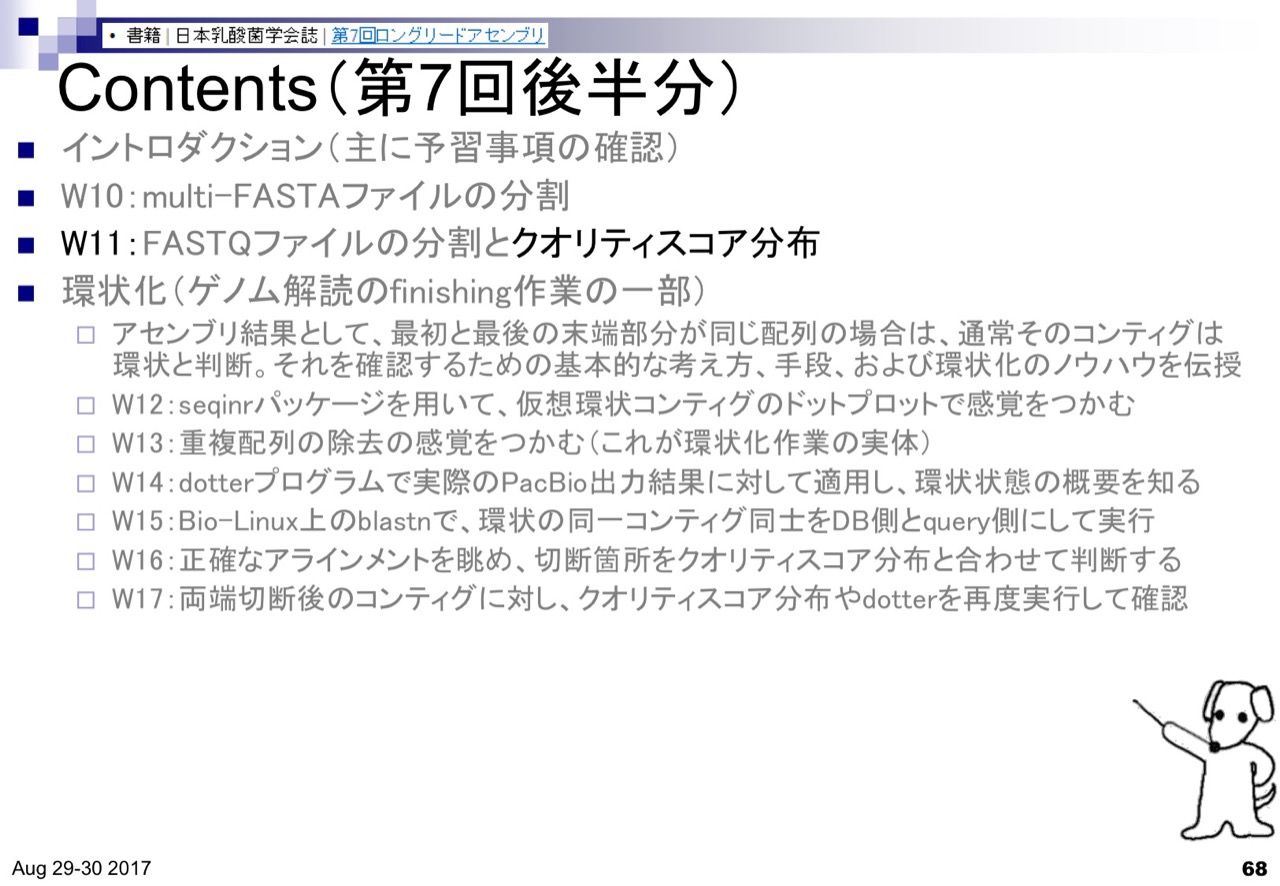 • 書籍 | 日本乳酸菌学会誌 | 第7回ロングリードアセンブリ
Contents（第7回後半分）
イントロダクション（主に予習事項の確認）
W10：multi-FASTAファイルの分割
W11：FASTQファイルの分割とクオリティスコア分布
環状化（ゲノム解読のfinishing作業の一部）
アセンブリ結果として、最初と最後の末端部分が同じ配列の場合は、通常そのコンティグは
環状と判断。それを確認するための基本的な考え方、手段、および環状化のノウハウを伝授
W12：seqinrパッケージを用いて、仮想環状コンティグのドットプロットで感覚をつかむ
W13：重複配列の除去の感覚をつかむ（これが環状化作業の実体）
W14：dotterプログラムで実際のPacBio出力結果に対して適用し、環状状態の概要を知る
W15：Bio-Linux上のblastnで、環状の同一コンティグ同士をDB側とquery側にして実行
W16：正確なアラインメントを眺め、切断箇所をクオリティスコア分布と合わせて判断する
W17：両端切断後のコンティグに対し、クオリティスコア分布やdotterを再度実行して確認
Aug 29-30 2017
68